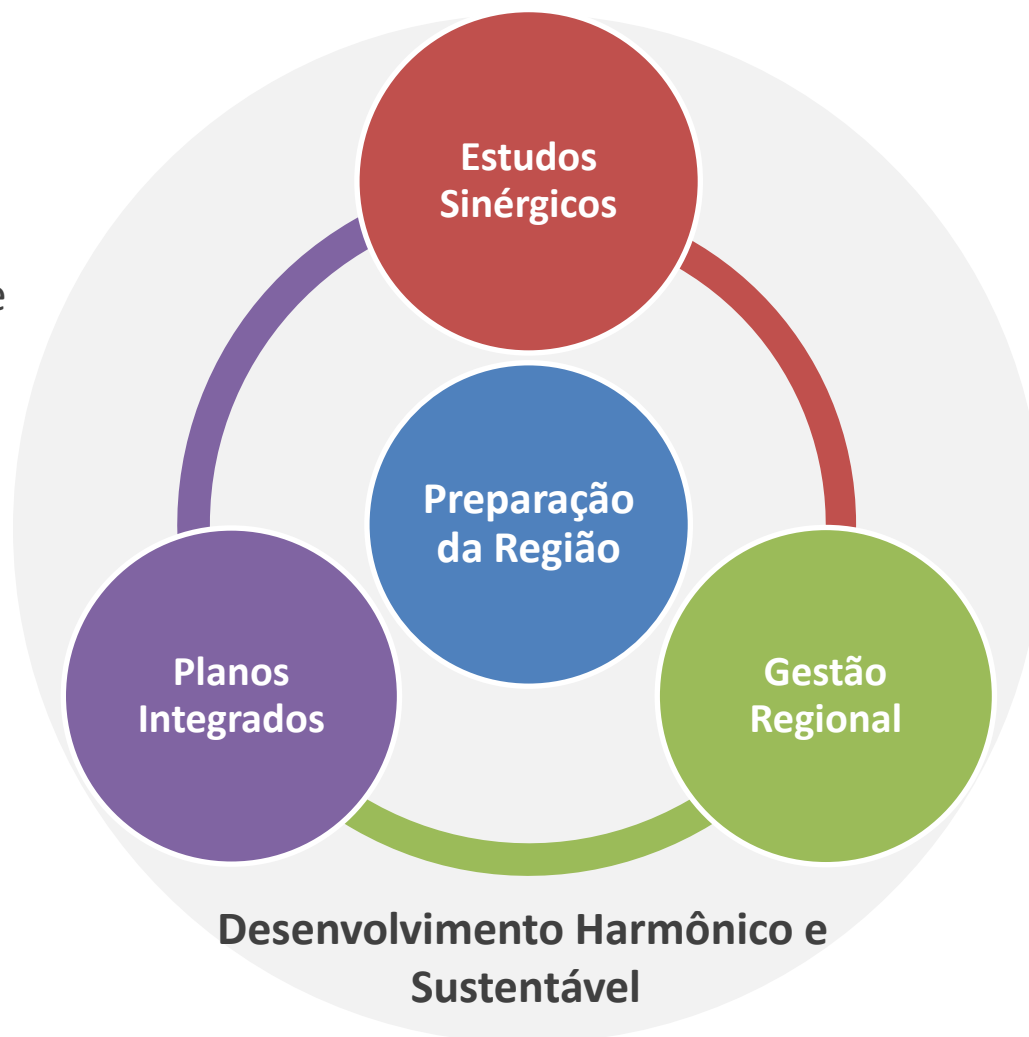 Estudos
Sinérgicos
e
Preparação
da Região
Planos
Integrados
Gestão
Regional
Desenvolvimento Harmônico e
Sustentável